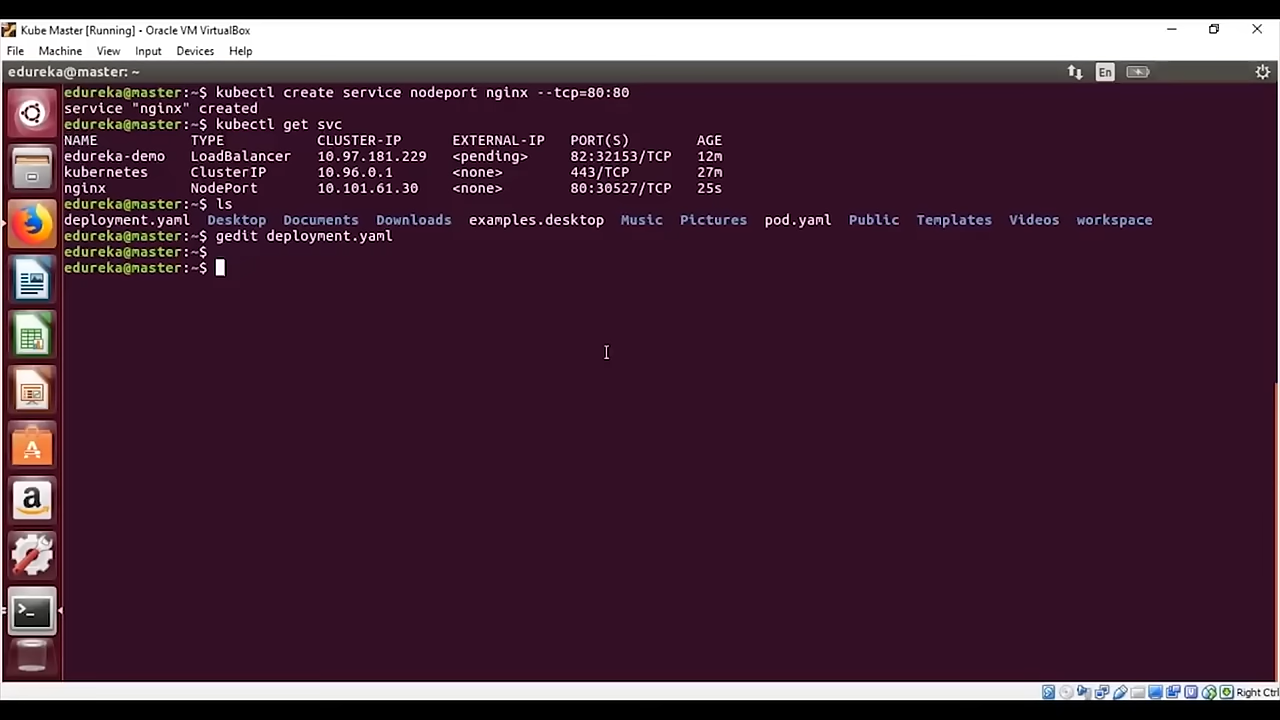 Kube Master [Running] - Oracle VM VirtualBox
File Machine View Input Devices Help
edureka@master: ~ En
edureka@master:~$ kubectl create service nodeport nginx --tcp=80:80
service "nginx" created
edureka@master:~$ kubectl get svc
NAME TYPE CLUSTER-IP EXTERNAL-IP PORT(S) AGE
edureka-demo LoadBalancer 10.97.181.229 <pending> 82:32153/TCP 12m
kubernetes ClusterIP 10.96.0.1 <none> 443/TCP 27m
nginx NodePort 10.101.61.30 <none> 80:30527/TCP 25s
edureka@master:~$ ls
deployment.yaml Desktop Documents Downloads examples.desktop Music Pictures pod.yaml Public Templates Videos workspace
edureka@master:~$ gedit deployment.yaml
edureka@master:~$
edureka@master:~$
Right Ctrl